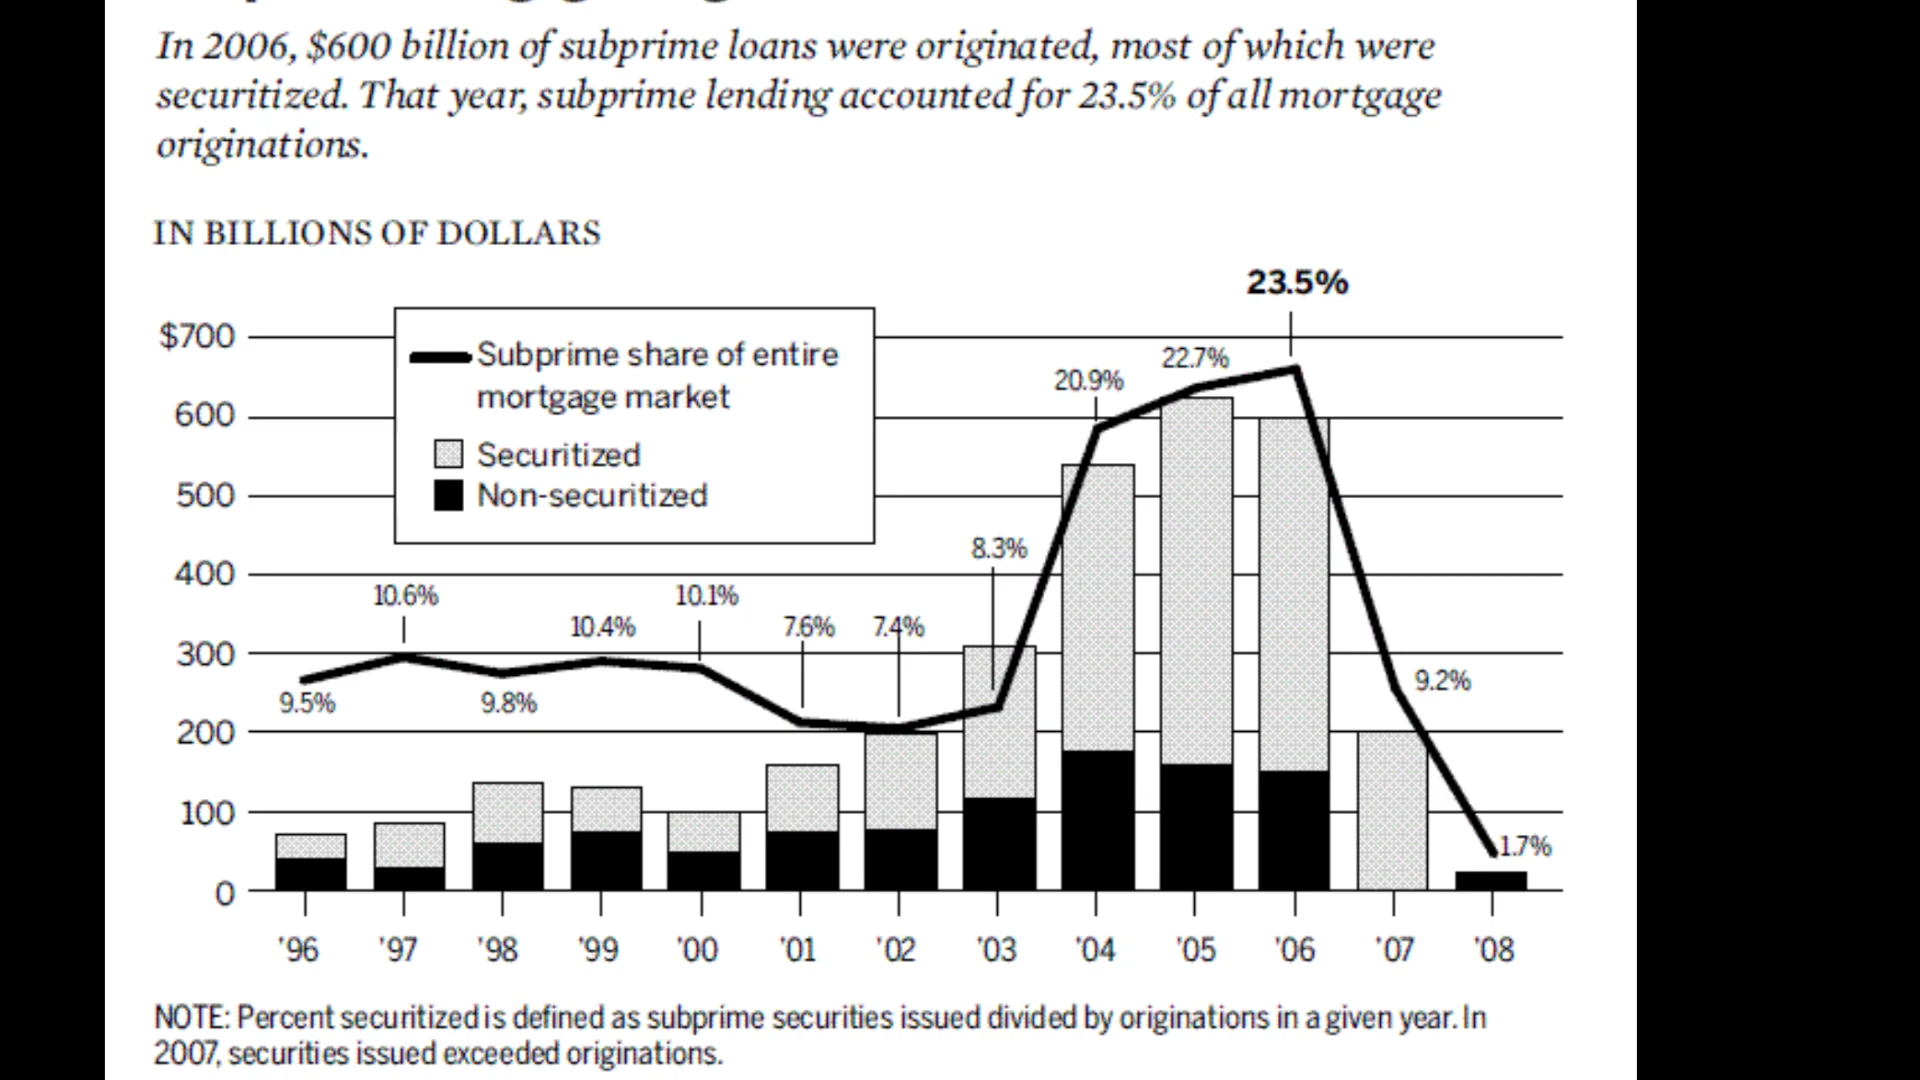 In 2006, $600 billion of subprime loans were originated, most of which were
securitized. That year, subprime lending accounted for 23.5% of all mortgage
originations.
IN BILLIONS OF DOLLARS
23.5%
$700
Subprime share of entire
mortgage market
22.7%
20.9%
600
Securitized
500
Non-securitized
8.3%
400
10.6%
10.1%
10.4%
7.6%
7.4%
300
9.2%
9.5%
9.8%
200
100
1.7%
0
'96 '97 '98 '99 '00 '01 '02 '03 '04 '05 '06 '07 '08
NOTE: Percent securitized is defined as subprime securities issued divided by originations in a given year. In
2007, securities issued exceeded originations.